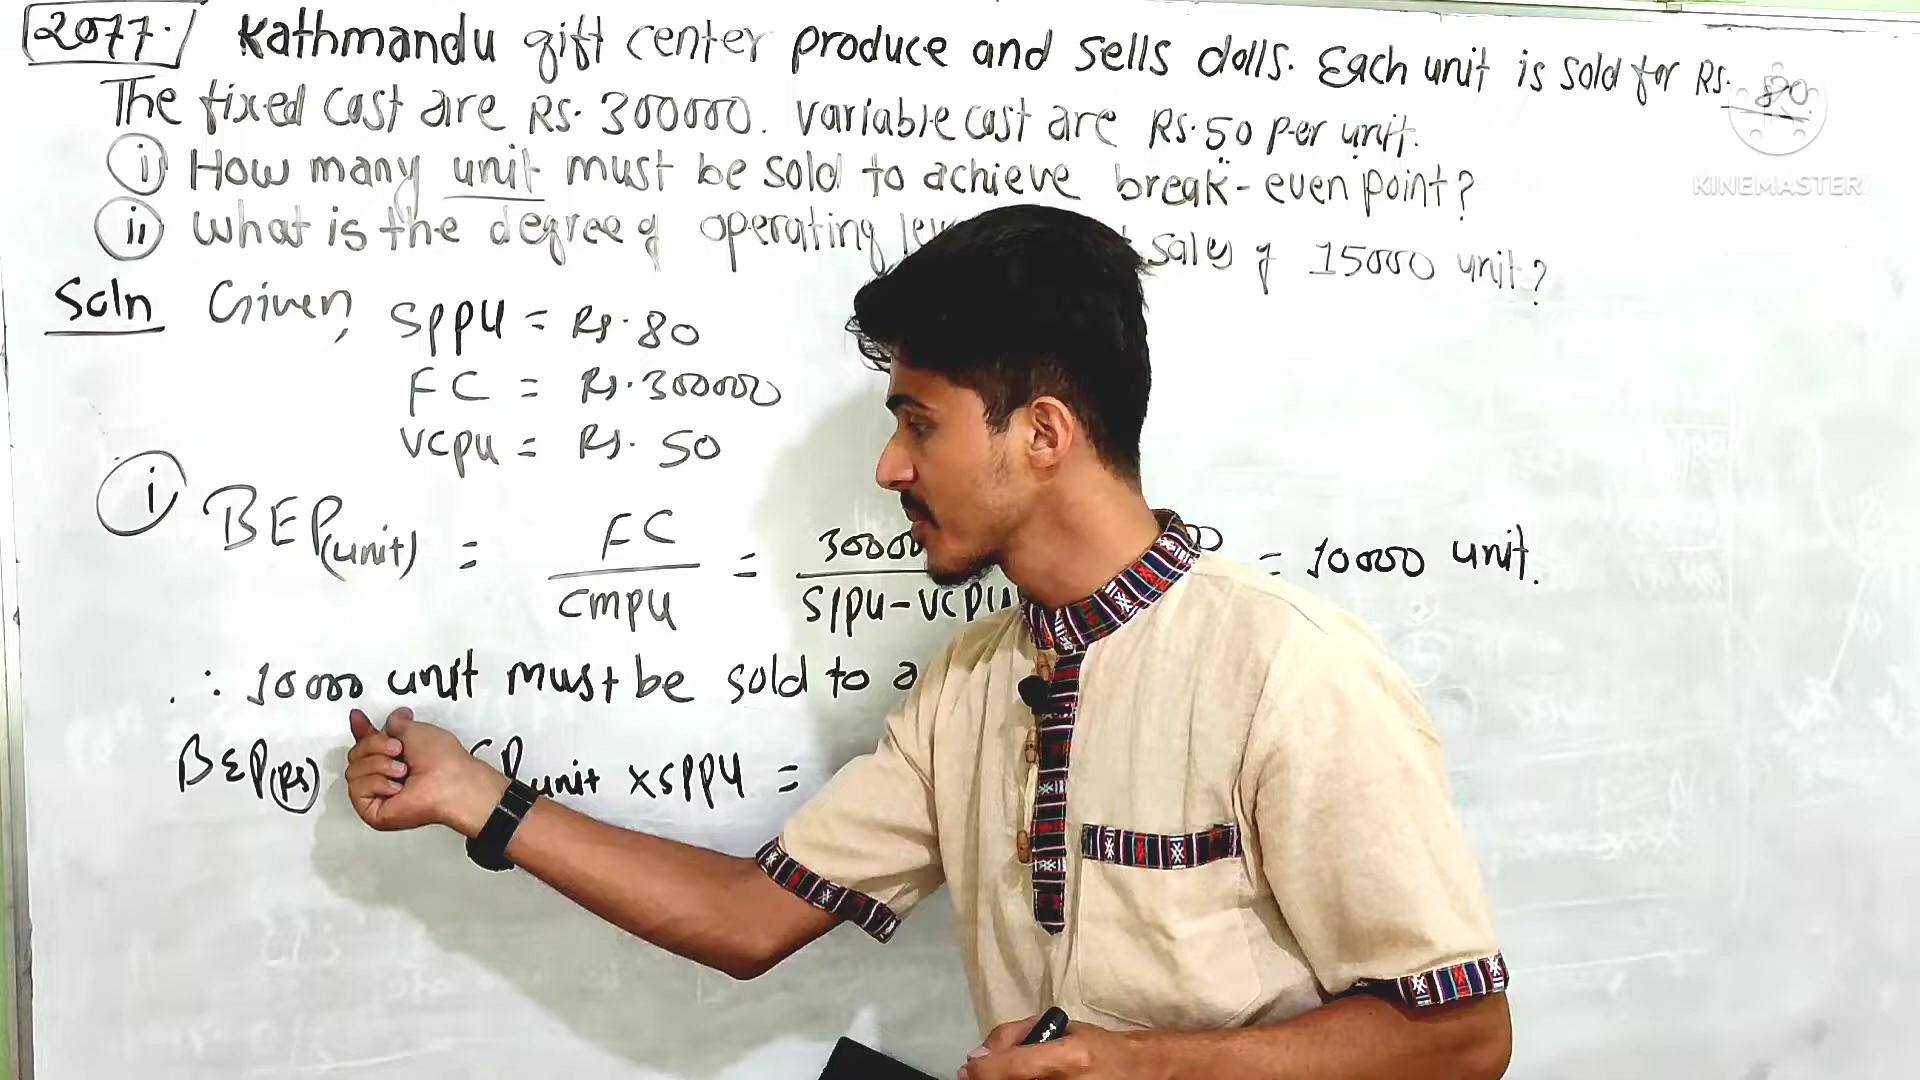 2077. Kathmandu gift center produce and sells dolls. Each unit is sold for Rs. 80
The fixed cost are Rs. 300000. variable cost are Rs. 50 per unit.
i How many unit must be sold to achieve break-even point?
ii What is the degree of operating sales of 15000 unit?
Soln Given, SPPU = Rs. 80
FC = Rs. 300000
VCPU = Rs. 50
i BEP(unit) = FC / CMPU = 30000 / SPPU - VCPU = 10000 unit.
∴ 10000 unit must be sold to a
BEP(Rs) unit × SPPU =
KINEMASTER